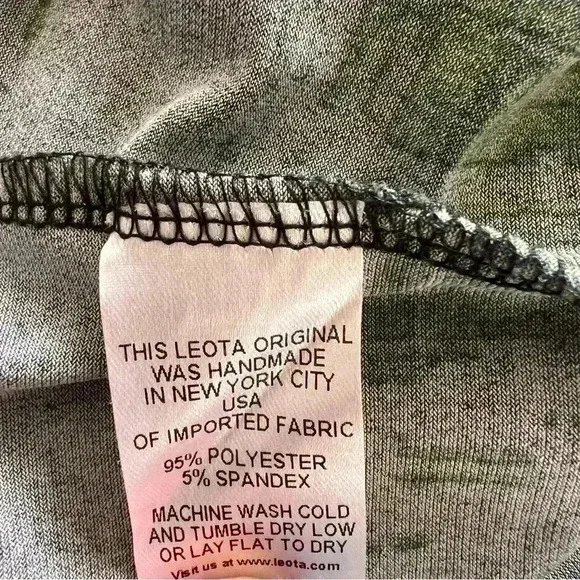 THIS LEOTA ORIGINAL
WAS HANDMADE
IN NEW YORK CITY
USA
OF IMPORTED FABRIC
95% POLYESTER
5% SPANDEX
MACHINE WASH COLD
AND TUMBLE DRY LOW
OR LAY FLAT TO DRY
Visit us at www.leota.com